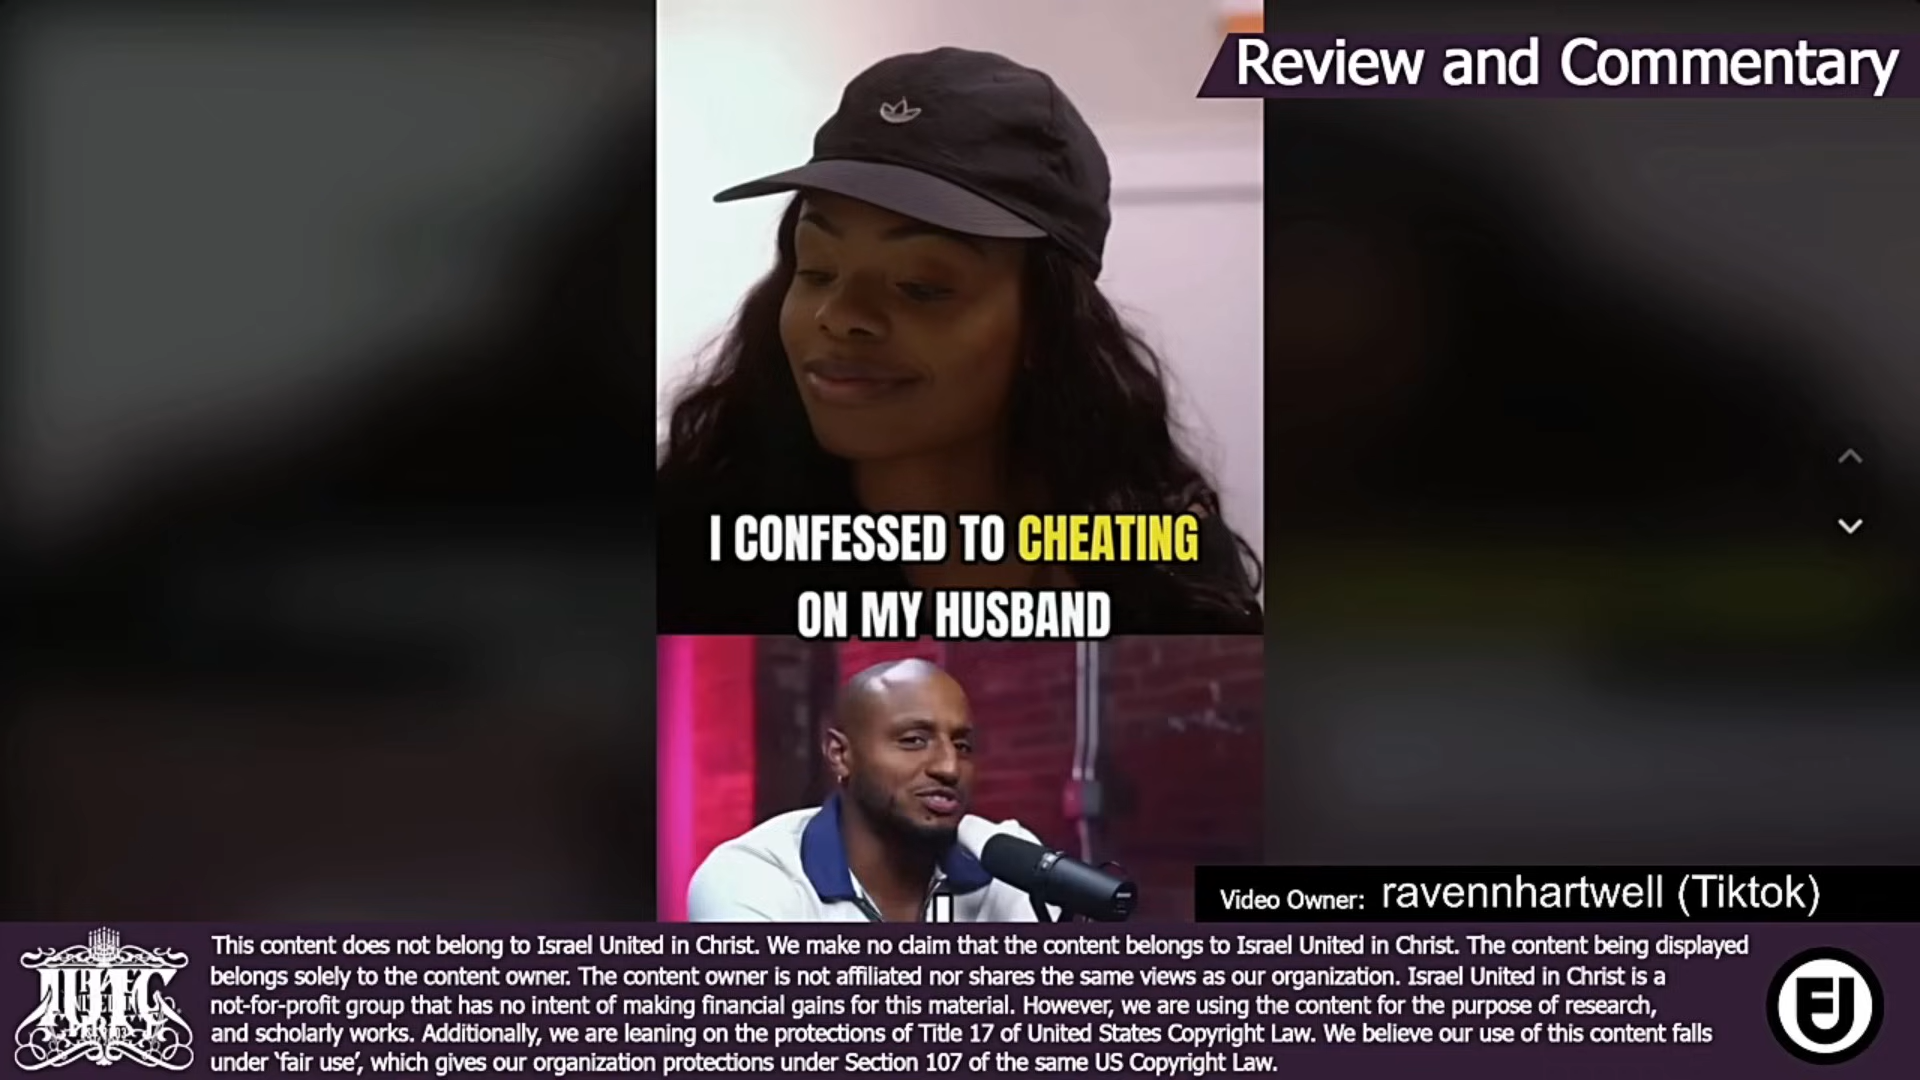 Review and Commentary
I CONFESSED TO CHEATING
ON MY HUSBAND
Video Owner: ravennhartwell (Tiktok)
This content does not belong to Israel United in Christ. We make no claim that the content belongs to Israel United in Christ. The content being displayed
belongs solely to the content owner. The content owner is not affiliated nor shares the same views as our organization. Israel United in Christ is a
not-for-profit group that has no intent of making financial gains for this material. However, we are using the content for the purpose of research,
and scholarly works. Additionally, we are leaning on the protections of Title 17 of United States Copyright Law. We believe our use of this content falls
under 'fair use', which gives our organization protections under Section 107 of the same US Copyright Law.
IUIC